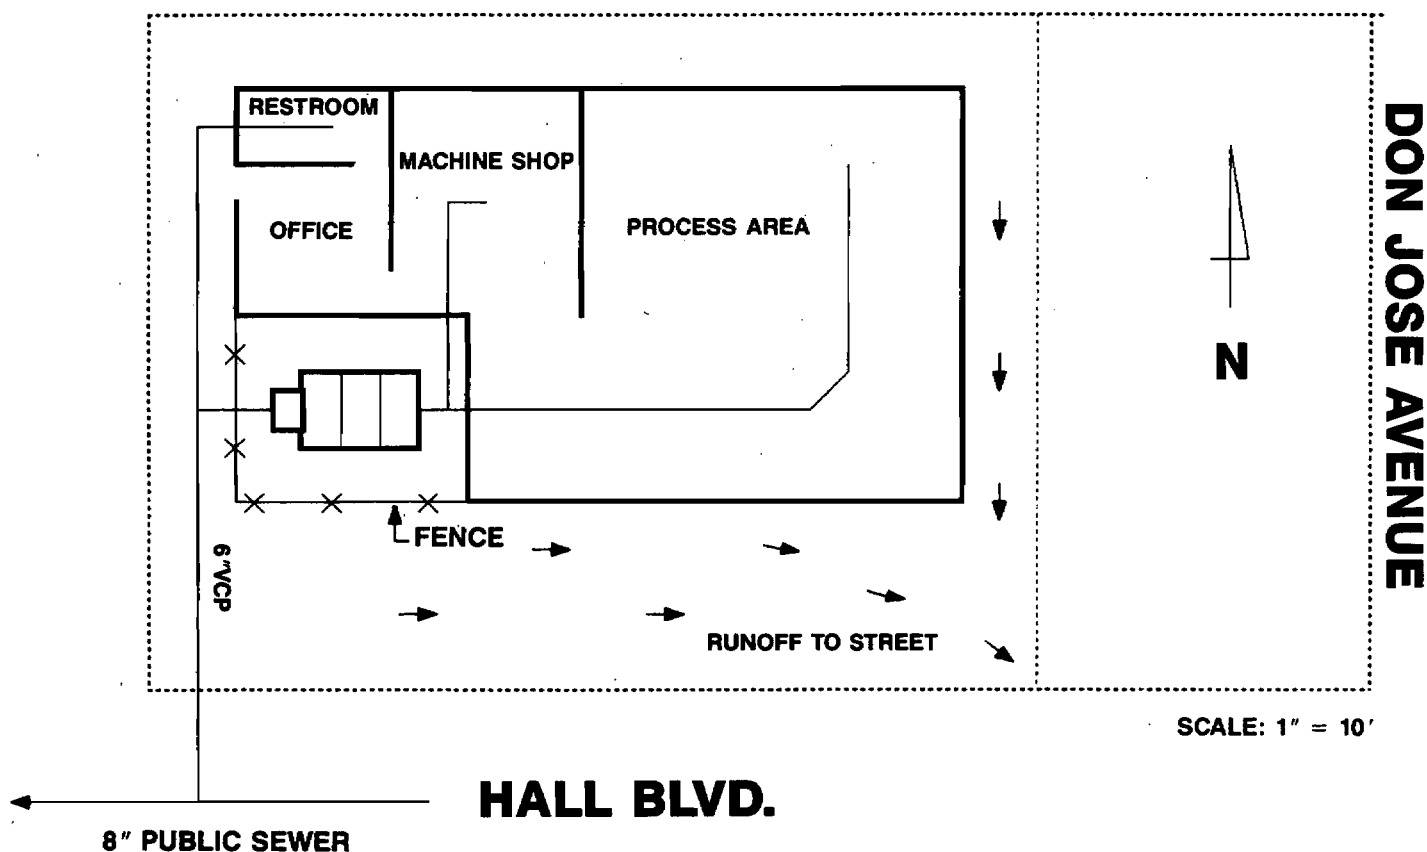 RESTROOM
MACHINE SHOP
OFFICE
PROCESS AREA
DON JOSE AVENUE
N
FENCE
6"VCP
RUNOFF TO STREET
SCALE: 1" = 10'
HALL BLVD.
8" PUBLIC SEWER